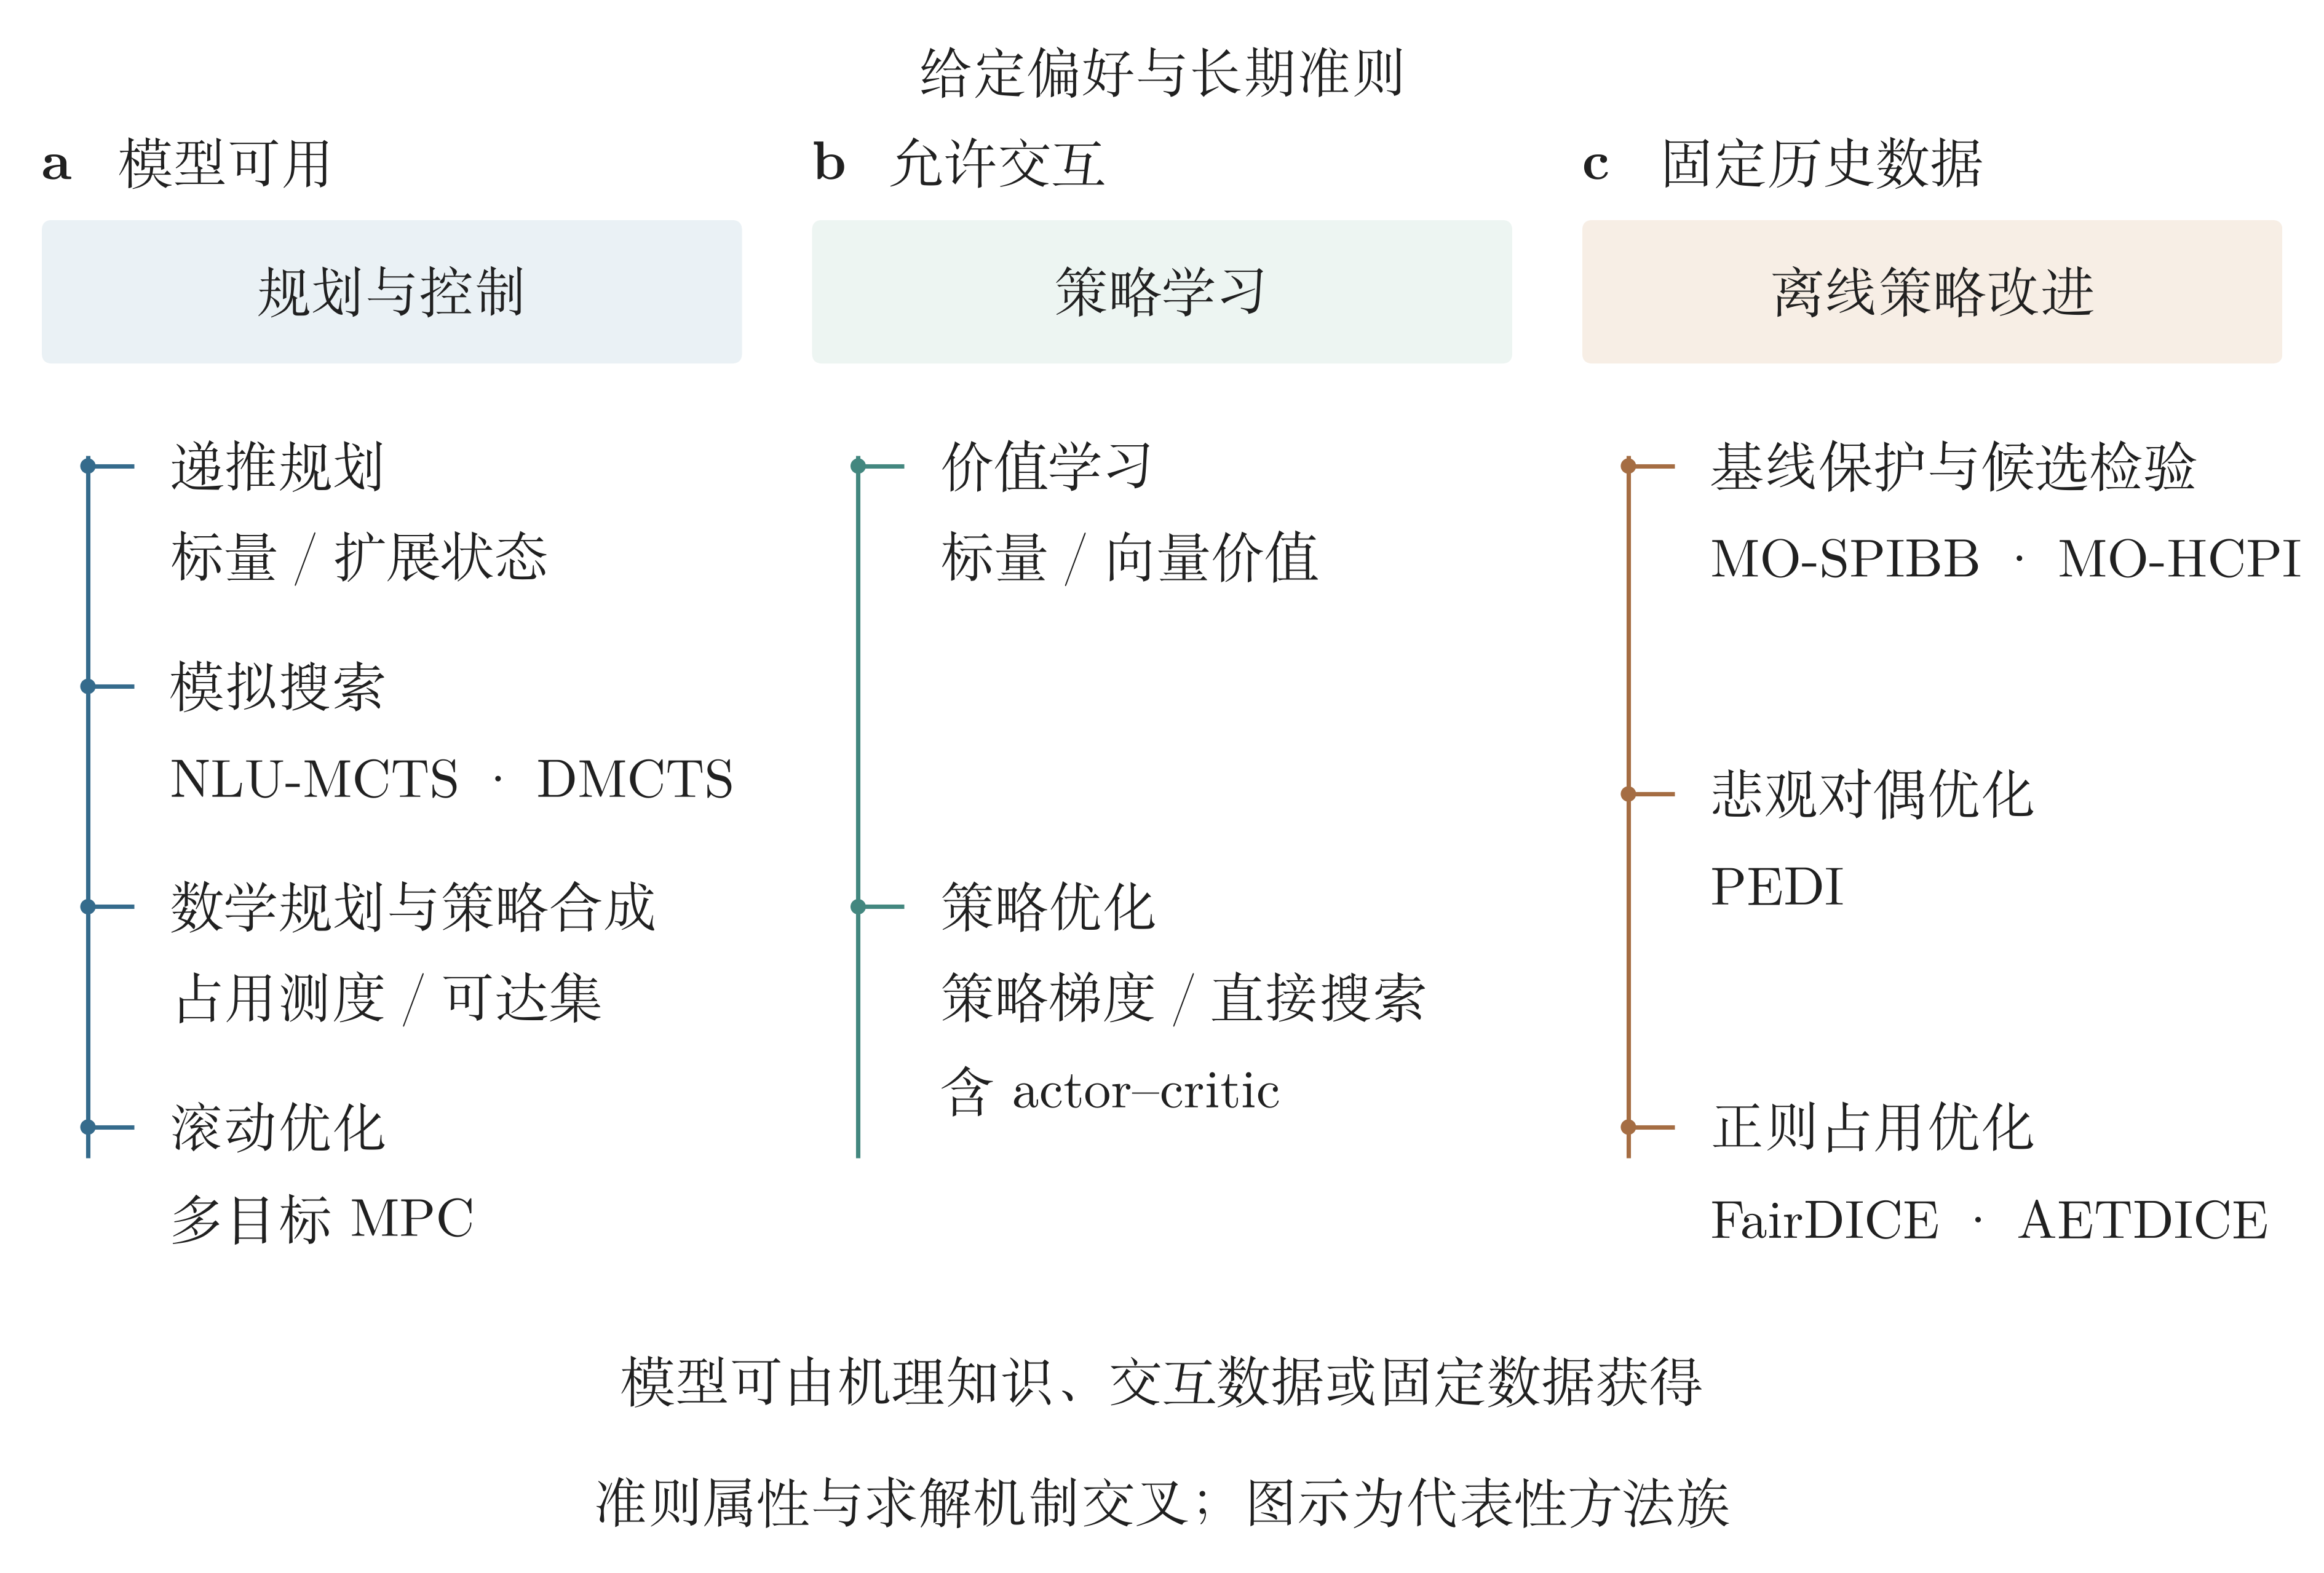 给定偏好与长期准则
a 模型可用
规划与控制
递推规划
标量 / 扩展状态
模拟搜索
NLU-MCTS · DMCTS
数学规划与策略合成
占用测度 / 可达集
滚动优化
多目标 MPC
b 允许交互
策略学习
价值学习
标量 / 向量价值
策略优化
策略梯度 / 直接搜索
含 actor–critic
c 固定历史数据
离线策略改进
基线保护与候选检验
MO-SPIBB · MO-HCPI
悲观对偶优化
PEDI
正则占用优化
FairDICE · AETDICE
模型可由机理知识、交互数据或固定数据获得
准则属性与求解机制交叉；图示为代表性方法族